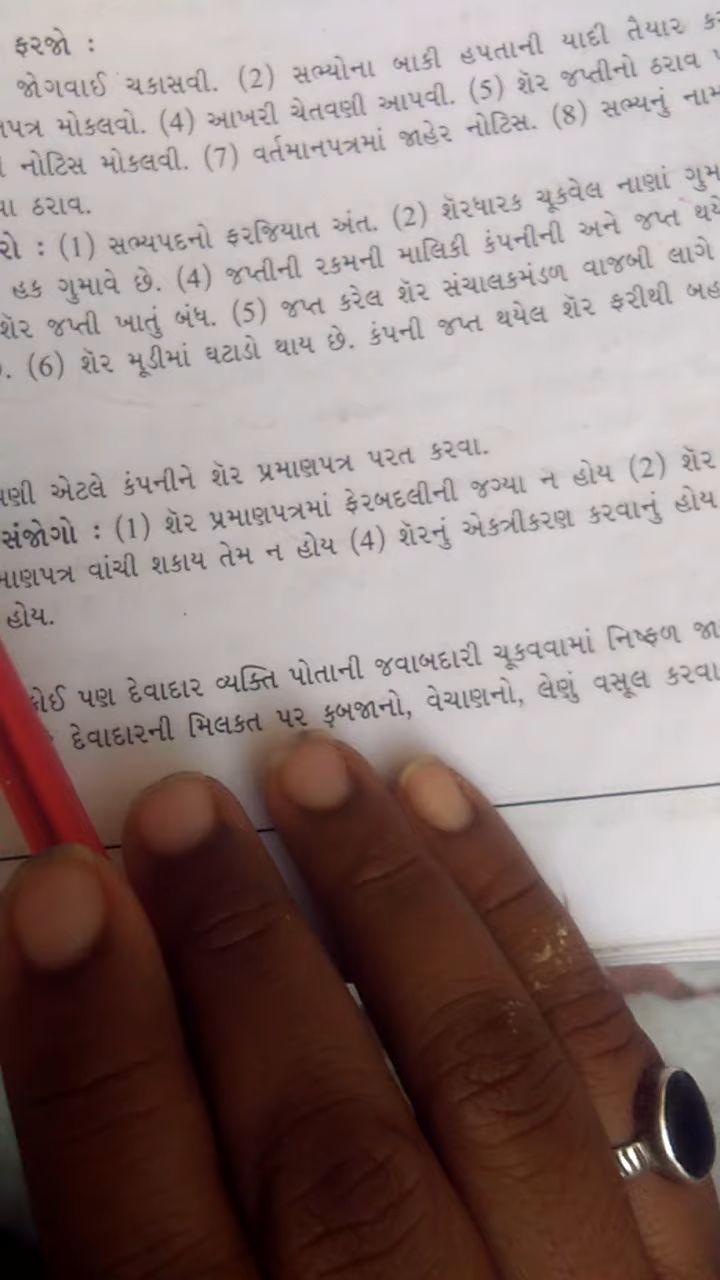 ફરજો :
જોગવાઈ ચકાસવી. (2) સભ્યોના બાકી હપતાની યાદી તૈયાર
મોકલવો. (4) આખરી ચેતવણી આપવી. (5) શૅર જપ્તીનો ઠરાવ
નોટિસ મોકલવી. (7) વર્તમાનપત્રમાં જાહેર નોટિસ. (8) સભ્યનું નામ
ઠરાવ.
: (1) સભ્યપદનો ફરજિયાત અંત. (2) શૅરધારક ચૂકવેલ નાણાં
હક ગુમાવે છે. (4) જપ્તીની રકમની માલિકી કંપનીની અને જપ્ત
શૅર જપ્તી ખાતું બંધ. (5) જપ્ત કરેલ શૅર સંચાલકમંડળ વાજબી લાગે
(6) શૅર મૂડીમાં ઘટાડો થાય છે. કંપની જપ્ત થયેલ શૅર ફરીથી
એટલે કંપનીને શૅર પ્રમાણપત્ર પરત કરવા.
સંજોગો : (1) શૅર પ્રમાણપત્રમાં ફેરબદલીની જગ્યા ન હોય (2) શૅર
વાંચી શકાય તેમ ન હોય (4) શૅરનું એકત્રીકરણ કરવાનું હોય
હોય.
કોઈ પણ દેવાદાર વ્યક્તિ પોતાની જવાબદારી ચૂકવવામાં નિષ્ફળ
દેવાદારની મિલકત પર કબજાનો, વેચાણનો, લેણું વસૂલ કરવા